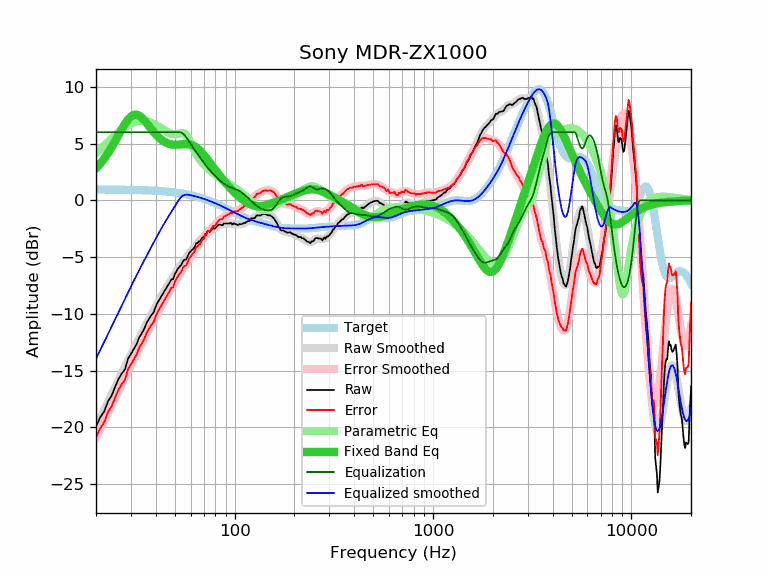 Sony MDR-ZX1000
10
5
0
−5
−10
−15
−20
−25
Amplitude (dBr)
Target
Raw Smoothed
Error Smoothed
Raw
Error
Parametric Eq
Fixed Band Eq
Equalization
Equalized smoothed
100
1000
10000
Frequency (Hz)